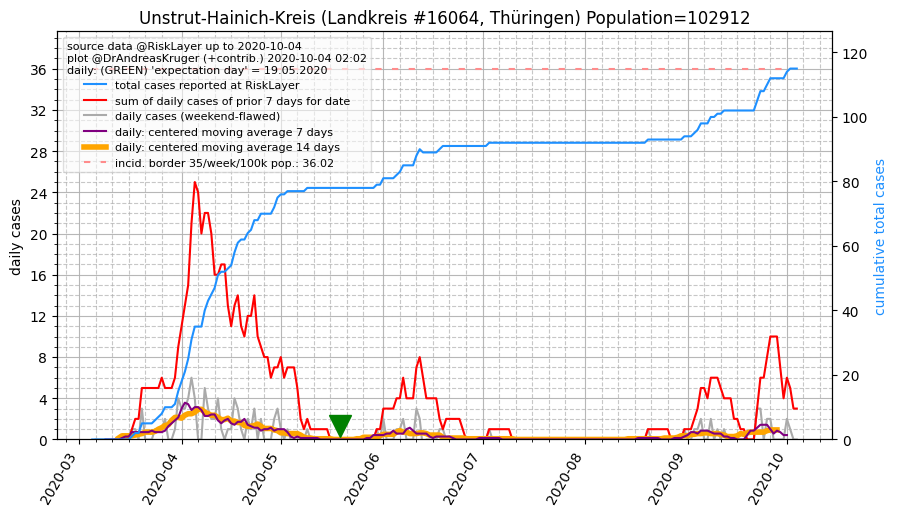 Unstrut-Hainich-Kreis (Landkreis #16064, Thüringen) Population=102912
source data @RiskLayer up to 2020-10-04
plot @DrAndreasKruger (+contrib.) 2020-10-04 02:02
daily: (GREEN) 'expectation day' = 19.05.2020
total cases reported at RiskLayer
sum of daily cases of prior 7 days for date
daily cases (weekend-flawed)
daily: centered moving average 7 days
daily: centered moving average 14 days
incid. border 35/week/100k pop.: 36.02
daily cases
36
32
28
24
20
16
12
8
4
0
120
100
80
60
40
20
0
cumulative total cases
2020-03
2020-04
2020-05
2020-06
2020-07
2020-08
2020-09
2020-10